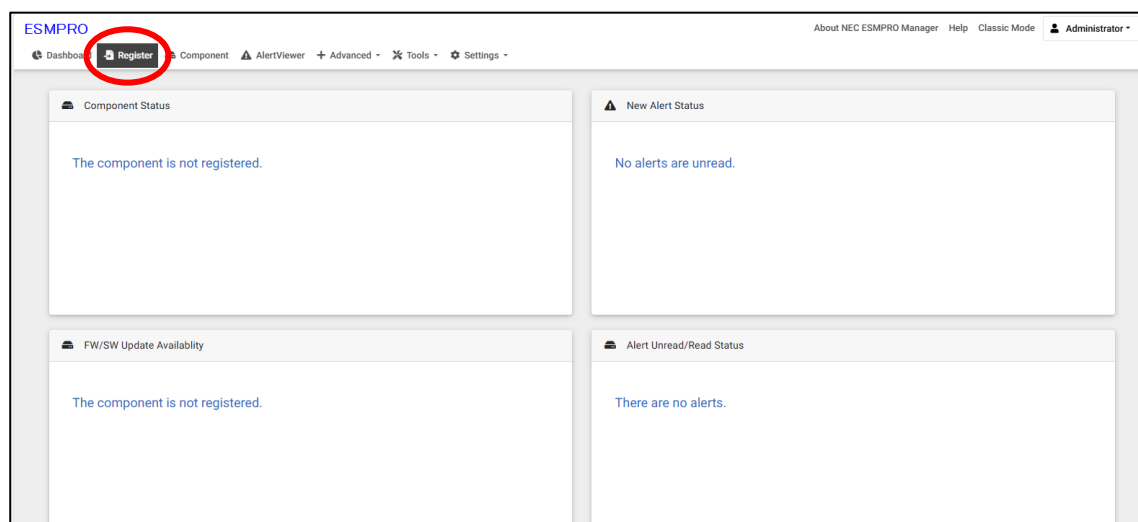 ESMPRO
About NEC ESMPRO Manager Help Classic Mode Administrator
Dashboard Register Component AlertViewer Advanced Tools Settings
Component Status
New Alert Status
The component is not registered.
No alerts are unread.
FW/SW Update Availablity
Alert Unread/Read Status
The component is not registered.
There are no alerts.